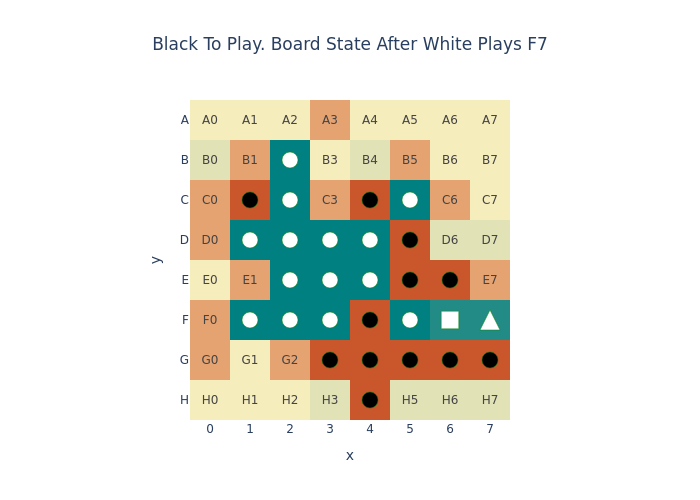 Black To Play. Board State After White Plays F7
A A0 A1 A2 A3 A4 A5 A6 A7
B B0 B1 B3 B4 B5 B6 B7
C C0 C3 C6 C7
D D0 D6 D7
y
E E0 E1 E7
F F0
G G0 G1 G2
H H0 H1 H2 H3 H5 H6 H7
0 1 2 3 4 5 6 7
x